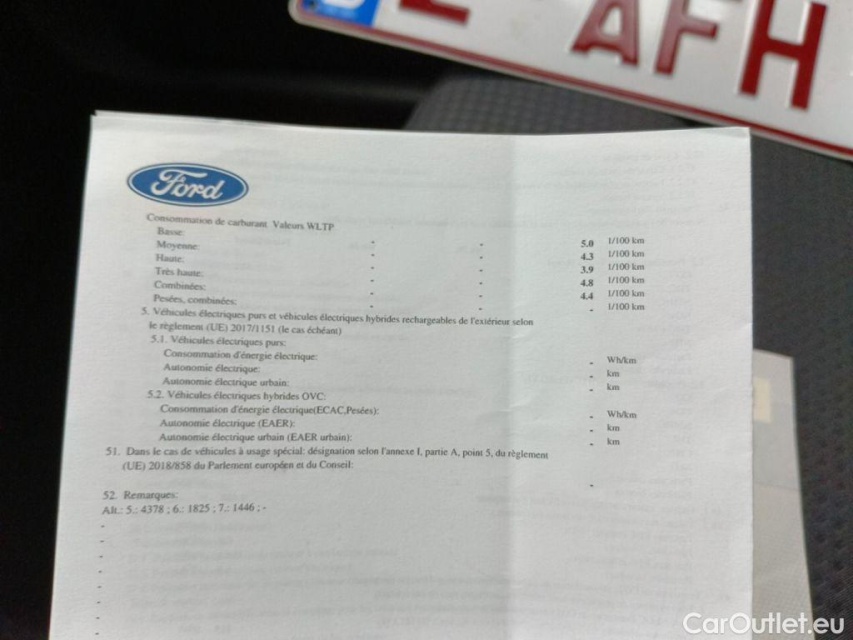 AFH
Ford
Consommation de carburant Valeurs WLTP
Basse: - - 5.0 l/100 km
Moyenne: - - 4.3 l/100 km
Haute: - - 3.9 l/100 km
Très haute: - - 4.8 l/100 km
Combinées: - - 4.4 l/100 km
Pesées, combinées: - - - l/100 km
5. Véhicules électriques purs et véhicules électriques hybrides rechargeables de l'extérieur selon
le règlement (UE) 2017/1151 (le cas échéant)
5.1. Véhicules électriques purs:
Consommation d'énergie électrique: - Wh/km
Autonomie électrique: - km
Autonomie électrique urbain: - km
5.2. Véhicules électriques hybrides OVC:
Consommation d'énergie électrique(ECAC,Pesées): - Wh/km
Autonomie électrique (EAER): - km
Autonomie électrique urbain (EAER urbain): - km
51. Dans le cas de véhicules à usage spécial: désignation selon l'annexe I, partie A, point 5, du règlement
(UE) 2018/858 du Parlement européen et du Conseil: -
52. Remarques:
Alt.: 5.: 4378 ; 6.: 1825 ; 7.: 1446 ; -
-
-
-
-
-
-
-
-
CarOutlet.eu